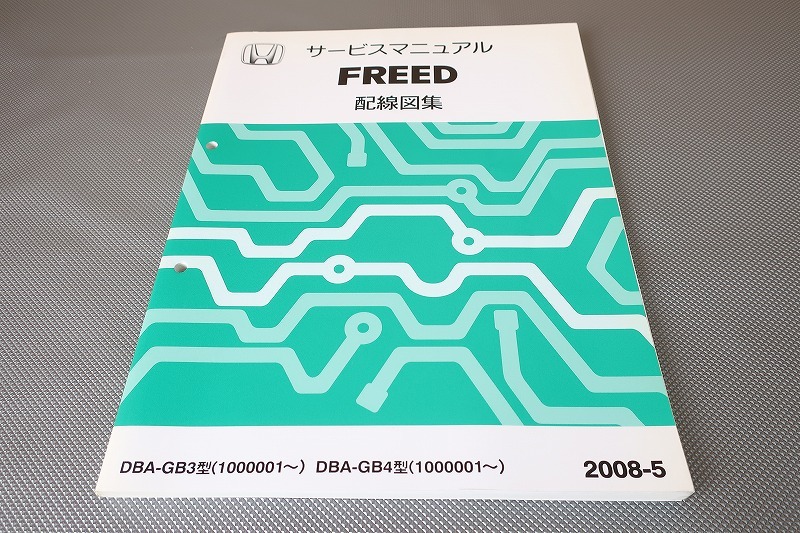 サービスマニュアル
FREED
配線図集
DBA-GB3型(1000001～) DBA-GB4型(1000001～)
2008-5